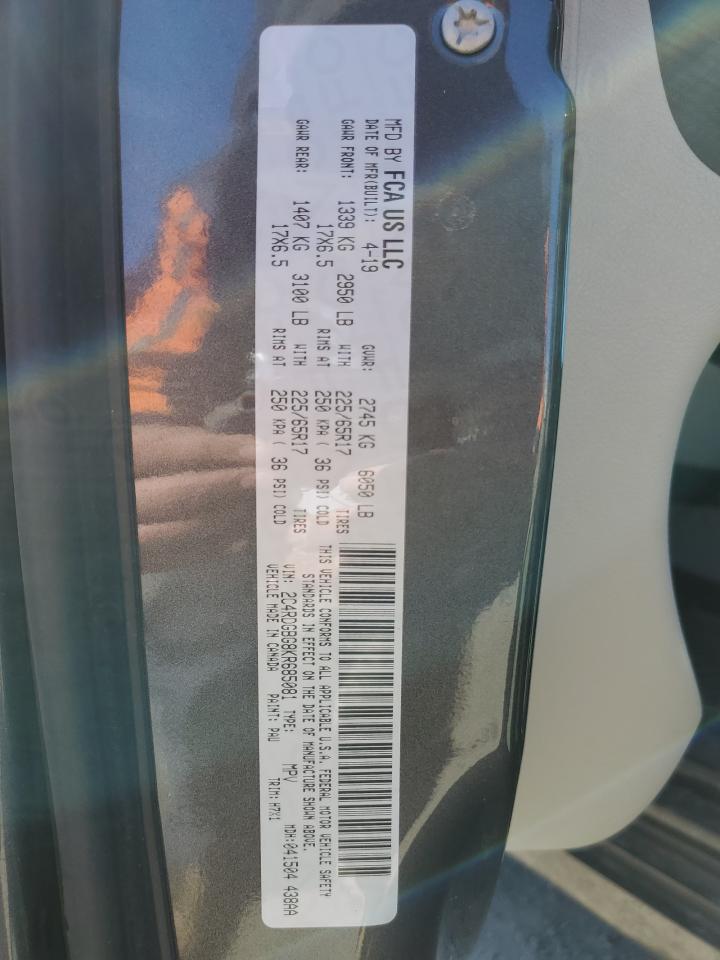 MFD BY FCA US LLC
DATE OF MFR(BUILT): 4-19 GVWR: 2745 KG 6050 LB
GAWR FRONT: 1339 KG 2950 LB WITH 225/65R17 TIRES
17X6.5 RIMS AT 250 KPA ( 36 PSI) COLD
GAWR REAR: 1407 KG 3100 LB WITH 225/65R17 TIRES
17X6.5 RIMS AT 250 KPA ( 36 PSI) COLD
THIS VEHICLE CONFORMS TO ALL APPLICABLE U.S.A. FEDERAL MOTOR VEHICLE SAFETY
STANDARDS IN EFFECT ON THE DATE OF MANUFACTURE SHOWN ABOVE.
VIN: 2C4RDGBG8KR685081 TYPE: MPV MDH:041504 438AA
VEHICLE MADE IN CANADA PAINT: PAU TRIM: H7X1